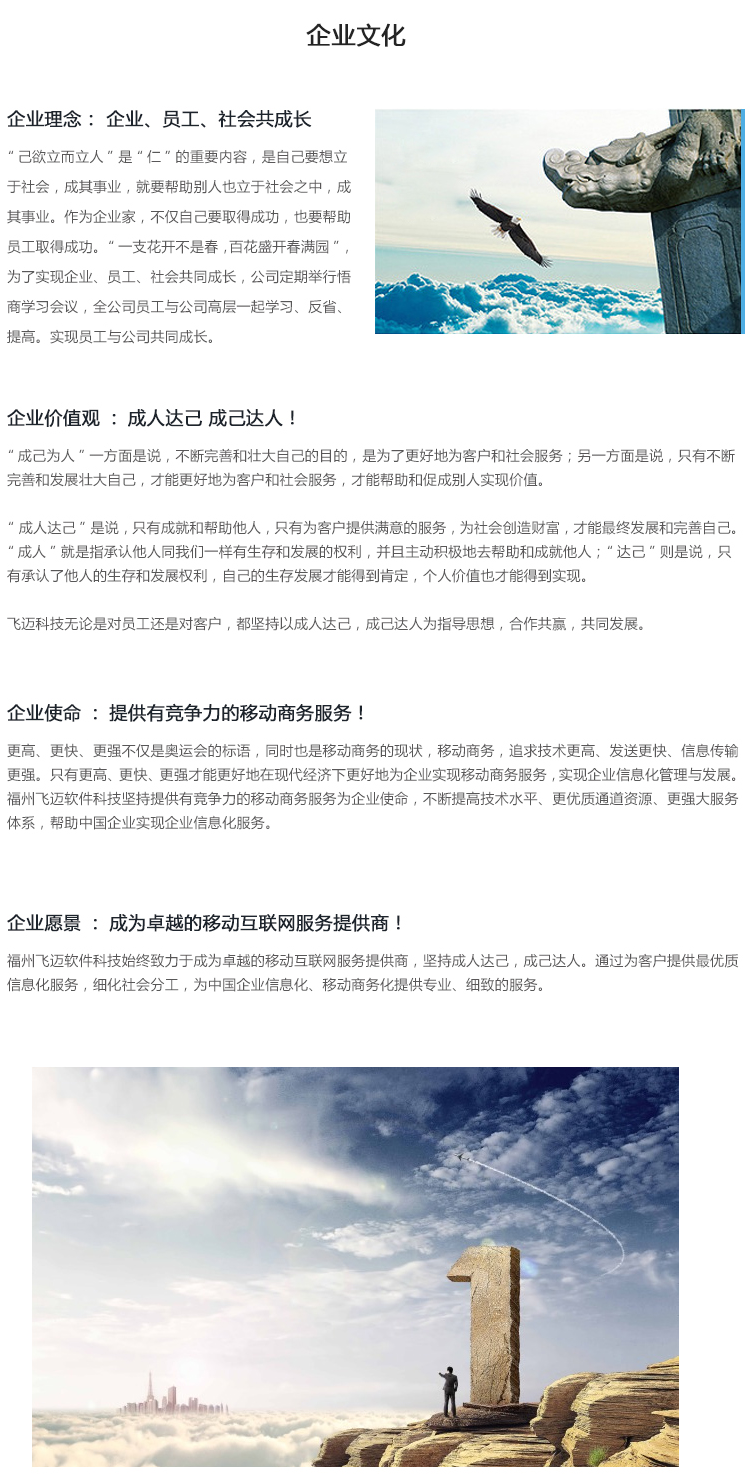 企业文化
企业理念 ： 企业、员工、社会共成长
“ 己欲立而立人 ” 是 “ 仁 ” 的重要内容，是自己要想立
于社会，成其事业，就要帮助别人也立于社会之中，成
其事业。作为企业家，不仅自己要取得成功，也要帮助
员工取得成功。“ 一支花开不是春，百花盛开春满园 ”，
为了实现企业、员工、社会共同成长，公司定期举行悟
商学习会议，全公司员工与公司高层一起学习、反省、
提高。实现员工与公司共同成长。
企业价值观 ： 成人达己 成己达人！
“ 成己为人 ” 一方面是说，不断完善和壮大自己的目的，是为了更好地为客户和社会服务；另一方面是说，只有不断
完善和发展壮大自己，才能更好地为客户和社会服务，才能帮助和促成别人实现价值。
“ 成人达己 ” 是说，只有成就和帮助他人，只有为客户提供满意的服务，为社会创造财富，才能最终发展和完善自己。
“ 成人 ” 就是指承认他人同我们一样有生存和发展的权利，并且主动积极地去帮助和成就他人；“ 达己 ” 则是说，只
有承认了他人的生存和发展权利，自己的生存发展才能得到肯定，个人价值也才能得到实现。
飞迈科技无论是对员工还是对客户，都坚持以成人达己，成己达人为指导思想，合作共赢，共同发展。
企业使命 ： 提供有竞争力的移动商务服务！
更高、更快、更强不仅是奥运会的标语，同时也是移动商务的现状，移动商务，追求技术更高、发送更快、信息传输
更强。只有更高、更快、更强才能更好地在现代经济下更好地为企业实现移动商务服务，实现企业信息化管理与发展。
福州飞迈软件科技坚持提供有竞争力的移动商务服务为企业使命，不断提高技术水平、更优质通道资源、更强大服务
体系，帮助中国企业实现企业信息化服务。
企业愿景 ： 成为卓越的移动互联网服务提供商！
福州飞迈软件科技始终致力于成为卓越的移动互联网服务提供商，坚持成人达己，成己达人。通过为客户提供最优质
信息化服务，细化社会分工，为中国企业信息化、移动商务化提供专业、细致的服务。
1